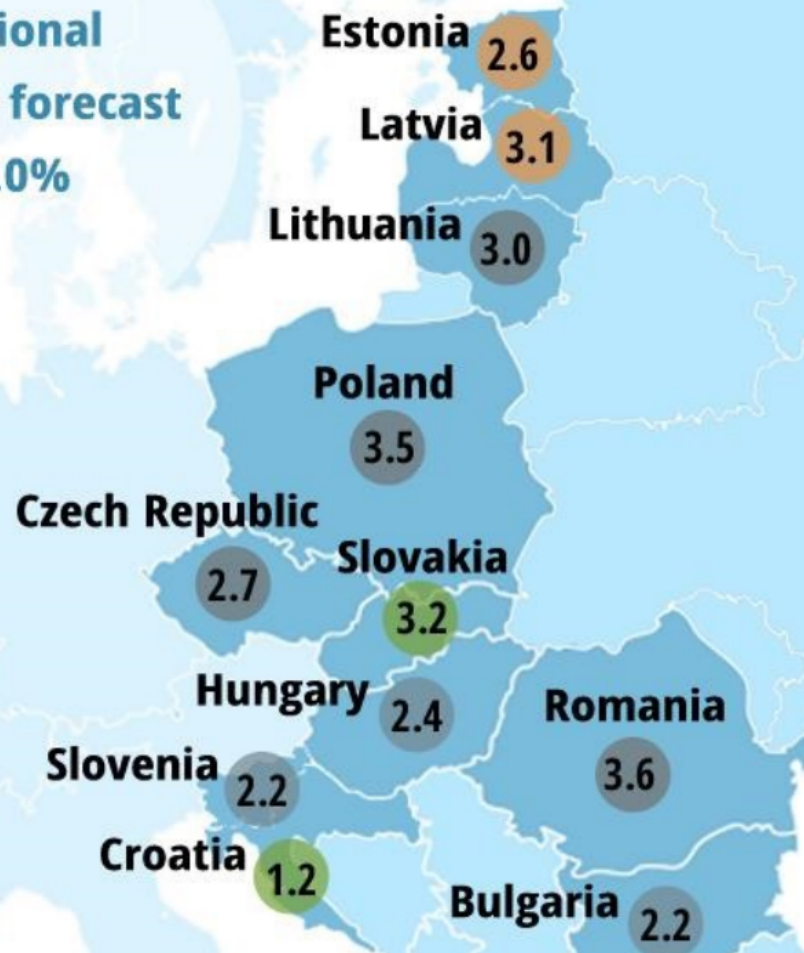 ional
forecast
.0%
Estonia
2.6
Latvia
3.1
Lithuania
3.0
Poland
3.5
Czech Republic
2.7
Slovakia
3.2
Hungary
2.4
Romania
3.6
Slovenia
2.2
Croatia
1.2
Bulgaria
2.2